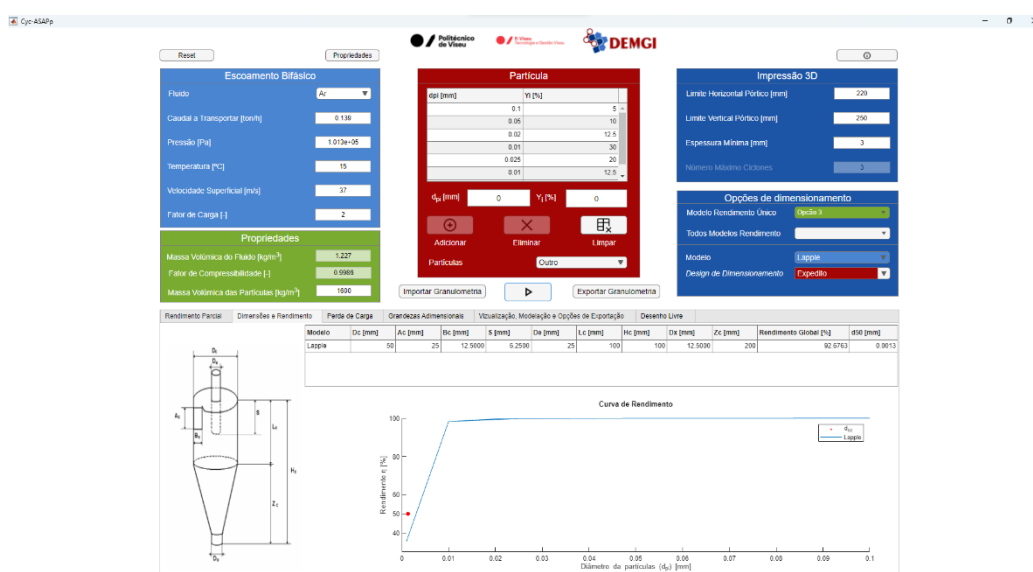 Cyc-ASAPp
Politécnico de Viseu
DEMGI
Reset
Propriedades
Escoamento Bifásico
Fluido Ar
Caudal a Transportar [ton/h] 0.138
Pressão [Pa] 1.013e+05
Temperatura [ºC] 15
Velocidade Superficial [m/s] 37
Fator de Carga [-] 2
Propriedades
Massa Volúmica do Fluido [kg/m³] 1.227
Fator de Compressibilidade [-] 0.9986
Massa Volúmica das Partículas [kg/m³] 1600
Partícula
dpi [mm] Yi [%]
0.1 5
0.05 10
0.02 12.5
0.01 30
0.025 20
0.01 12.5
dpi [mm] 0 Yi [%] 0
Adicionar Eliminar Limpar
Partículas Outro
Importar Granulometria
Exportar Granulometria
Impressão 3D
Limite Horizontal Pórtico [mm] 220
Limite Vertical Pórtico [mm] 250
Espessura Mínima [mm] 3
Número Máximo Ciclones 3
Opções de dimensionamento
Modelo Rendimento Único Opção 3
Todos Modelos Rendimento
Modelo Lapple
Design de Dimensionamento Expedito
Rendimento Parcial Dimensões e Rendimento Perda de Carga Grandezas Adimensionais Vizualização, Modelação e Opções de Exportação Desenho Livre
Modelo Dc [mm] Ac [mm] Bc [mm] S [mm] De [mm] Lc [mm] Hc [mm] Dx [mm] Zc [mm] Rendimento Global [%] d50 [mm]
Lapple 50 25 12.5000 6.2500 25 100 100 12.5000 200 92.6763 0.0013
Curva de Rendimento
d50
Lapple
Rendimento η [%]
100
80
60
50
40
0 0.01 0.02 0.03 0.04 0.05 0.06 0.07 0.08 0.09 0.1
Diâmetro da partículas (dpi) [mm]